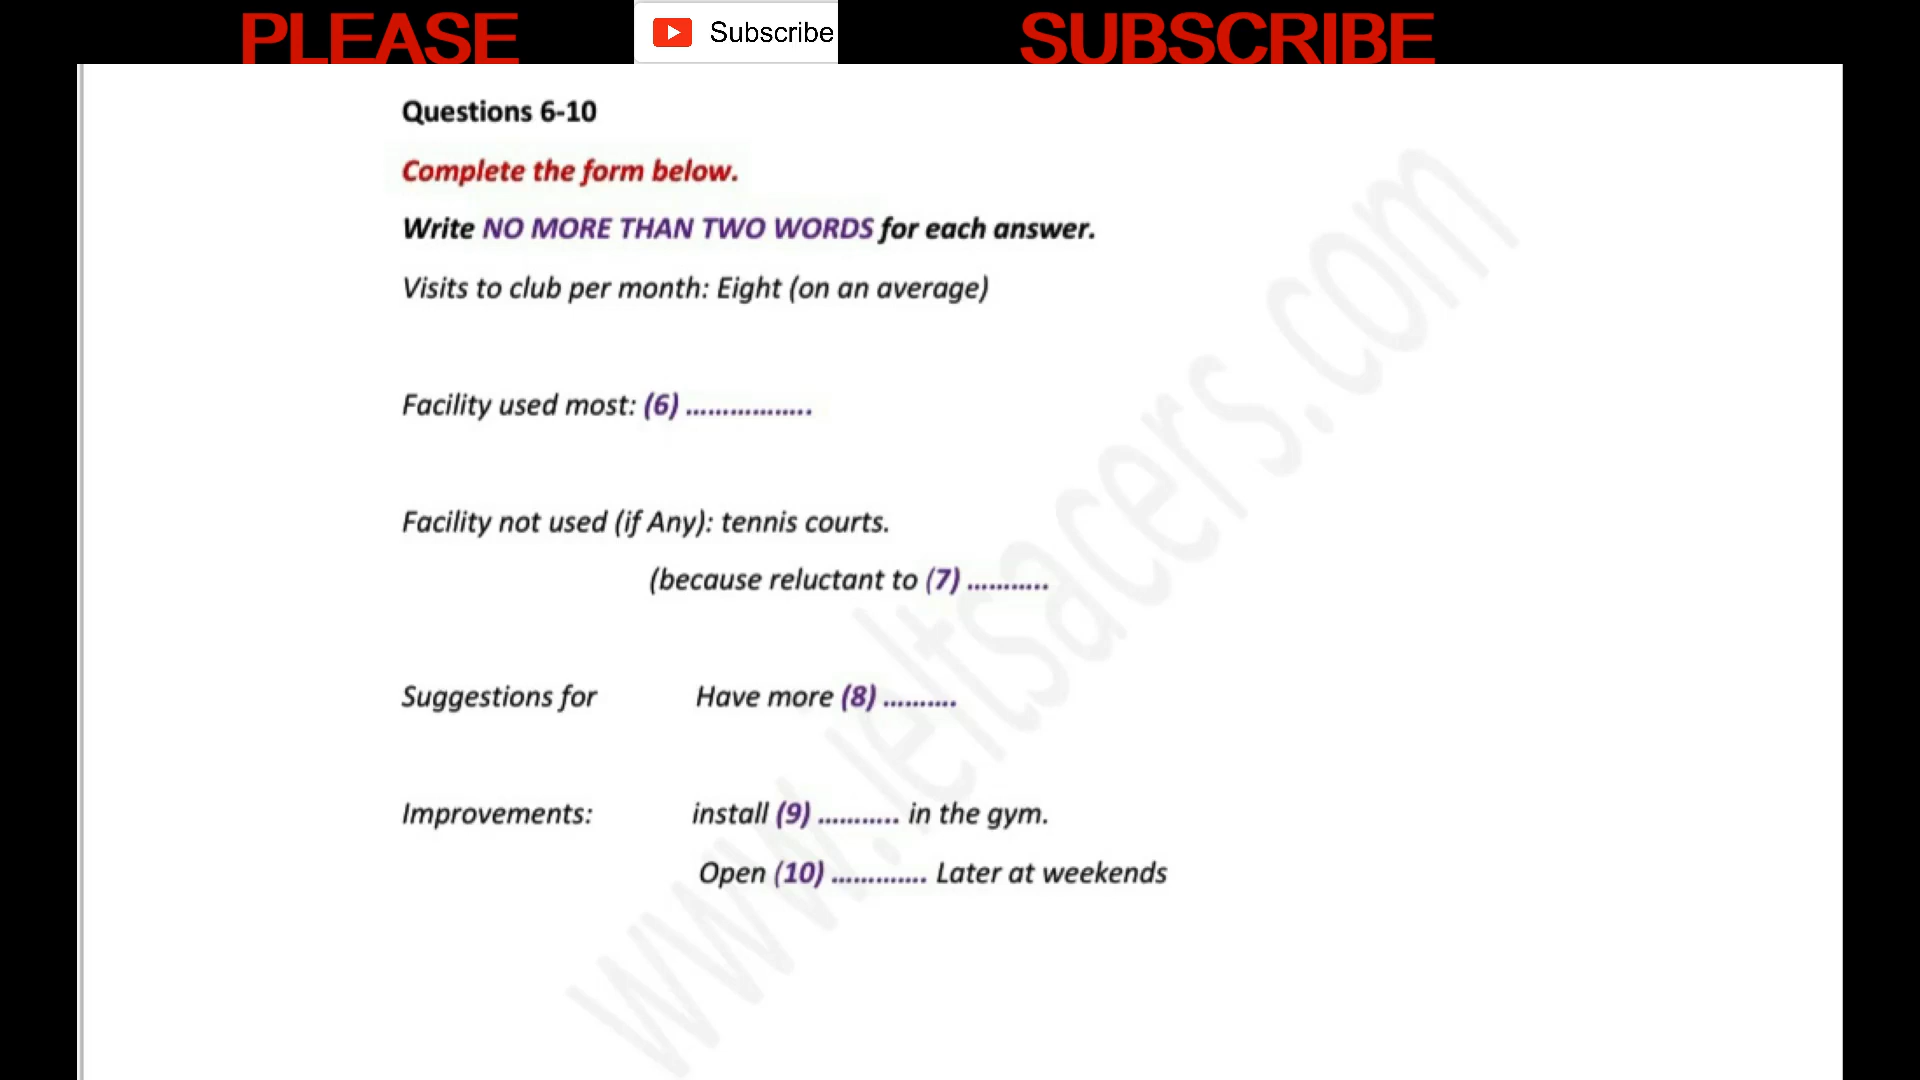 PLEASE Subscribe SUBSCRIBE
Questions 6-10
Complete the form below.
Write NO MORE THAN TWO WORDS for each answer.
Visits to club per month: Eight (on an average)
Facility used most: (6) ……………..
Facility not used (if Any): tennis courts.
(because reluctant to (7) ………..
Suggestions for Have more (8) ……….
Improvements: install (9) ……….. in the gym.
Open (10) …………. Later at weekends
www.ieltsacers.com